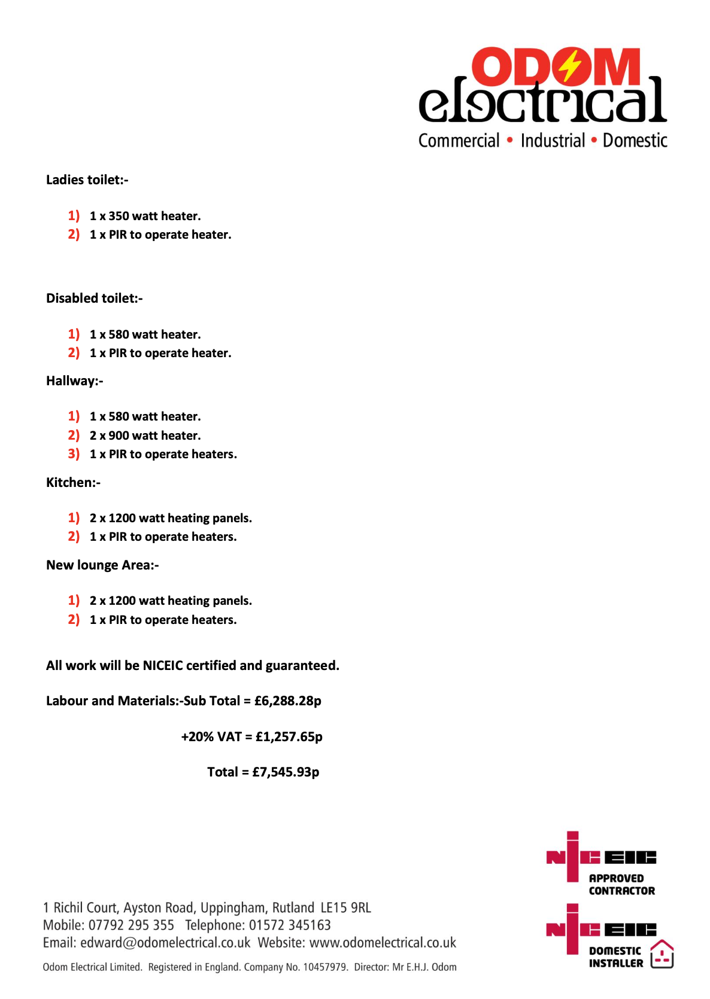 ODOM
electrical
Commercial • Industrial • Domestic
Ladies toilet:-
1) 1 x 350 watt heater.
2) 1 x PIR to operate heater.
Disabled toilet:-
1) 1 x 580 watt heater.
2) 1 x PIR to operate heater.
Hallway:-
1) 1 x 580 watt heater.
2) 2 x 900 watt heater.
3) 1 x PIR to operate heaters.
Kitchen:-
1) 2 x 1200 watt heating panels.
2) 1 x PIR to operate heaters.
New lounge Area:-
1) 2 x 1200 watt heating panels.
2) 1 x PIR to operate heaters.
All work will be NICEIC certified and guaranteed.
Labour and Materials:-Sub Total = £6,288.28p
+20% VAT = £1,257.65p
Total = £7,545.93p
NICEIC
APPROVED
CONTRACTOR
1 Richil Court, Ayston Road, Uppingham, Rutland LE15 9RL
Mobile: 07792 295 355 Telephone: 01572 345163
Email: edward@odomelectrical.co.uk Website: www.odomelectrical.co.uk
Odom Electrical Limited. Registered in England. Company No. 10457979. Director: Mr E.H.J. Odom
NICEIC
DOMESTIC
INSTALLER